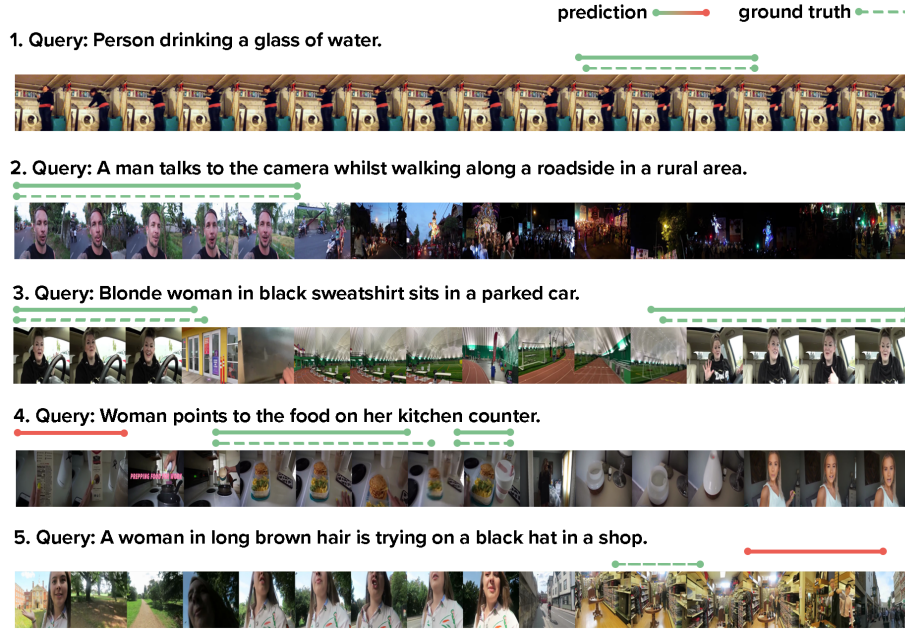 prediction
ground truth
1. Query: Person drinking a glass of water.
2. Query: A man talks to the camera whilst walking along a roadside in a rural area.
3. Query: Blonde woman in black sweatshirt sits in a parked car.
4. Query: Woman points to the food on her kitchen counter.
5. Query: A woman in long brown hair is trying on a black hat in a shop.